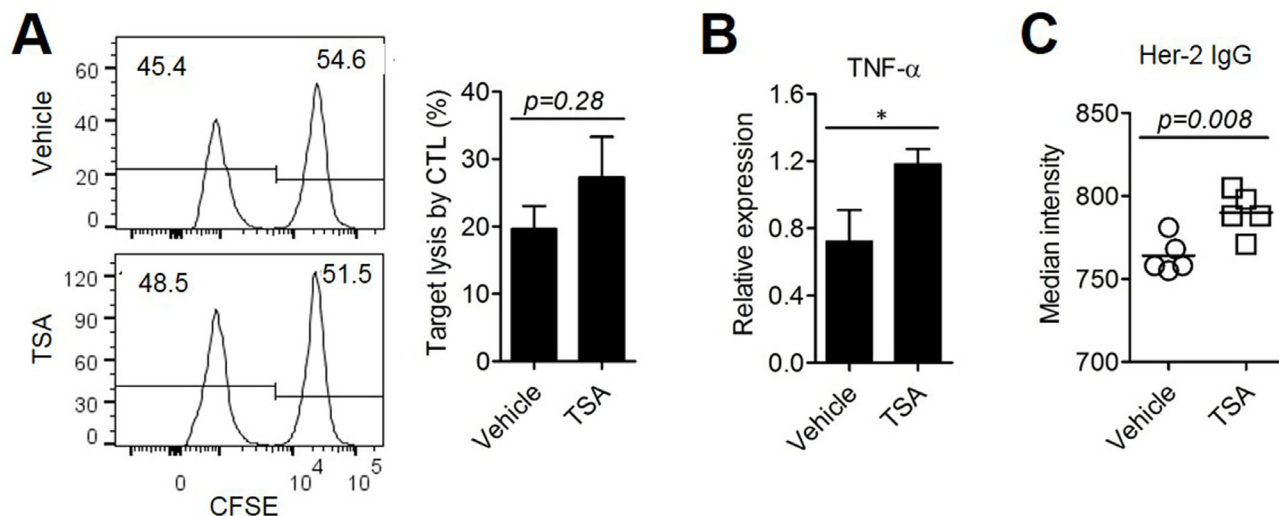 A
Vehicle
45.4
54.6
60
40
20
0
TSA
48.5
51.5
120
90
60
30
0
0
10^4
10^5
CFSE
Target lysis by CTL (%)
p=0.28
40
30
20
10
0
Vehicle
TSA
B
TNF-α
Relative expression
*
1.6
1.2
0.8
0.4
0.0
Vehicle
TSA
C
Her-2 IgG
Median intensity
p=0.008
850
800
750
700
Vehicle
TSA